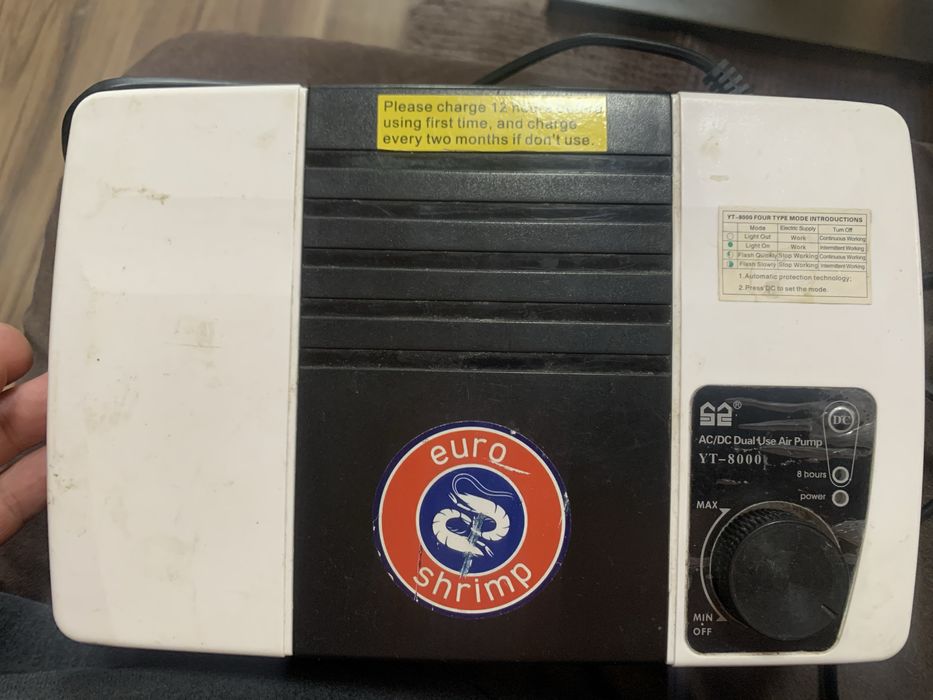 Please charge 12 hours
using first time, and charge
every two months if don't use.
YT-8000 FOUR TYPE MODE INTRODUCTIONS
Mode Electric Supply Turn Off
Light Out Work Continuous Working
Light On Work Intermittent Working
Flash Quickly Stop Working Continuous Working
Flash Slowly Stop Working Intermittent Working
1.Automatic protection technology;
2.Press DC to set the mode.
euro
shrimp
®
DC
AC/DC Dual Use Air Pump
YT-8000
8 hours
power
MAX
MIN
OFF